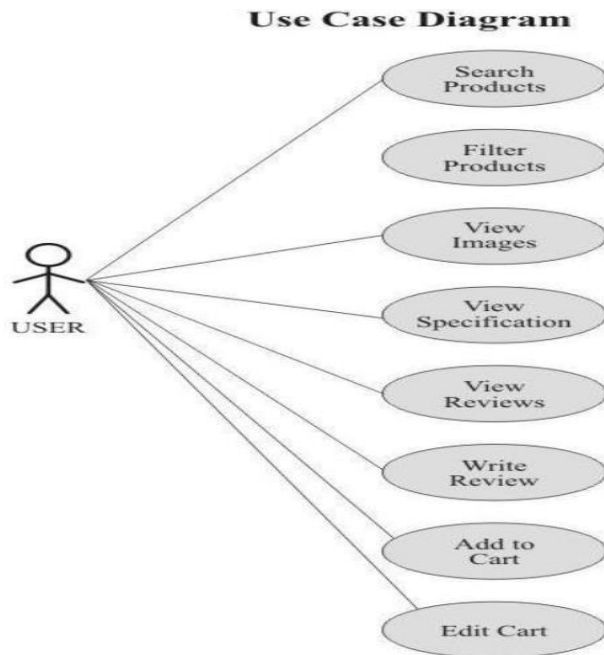 Use Case Diagram
Search
Products
Filter
Products
View
Images
USER
View
Specification
View
Reviews
Write
Review
Add to
Cart
Edit Cart